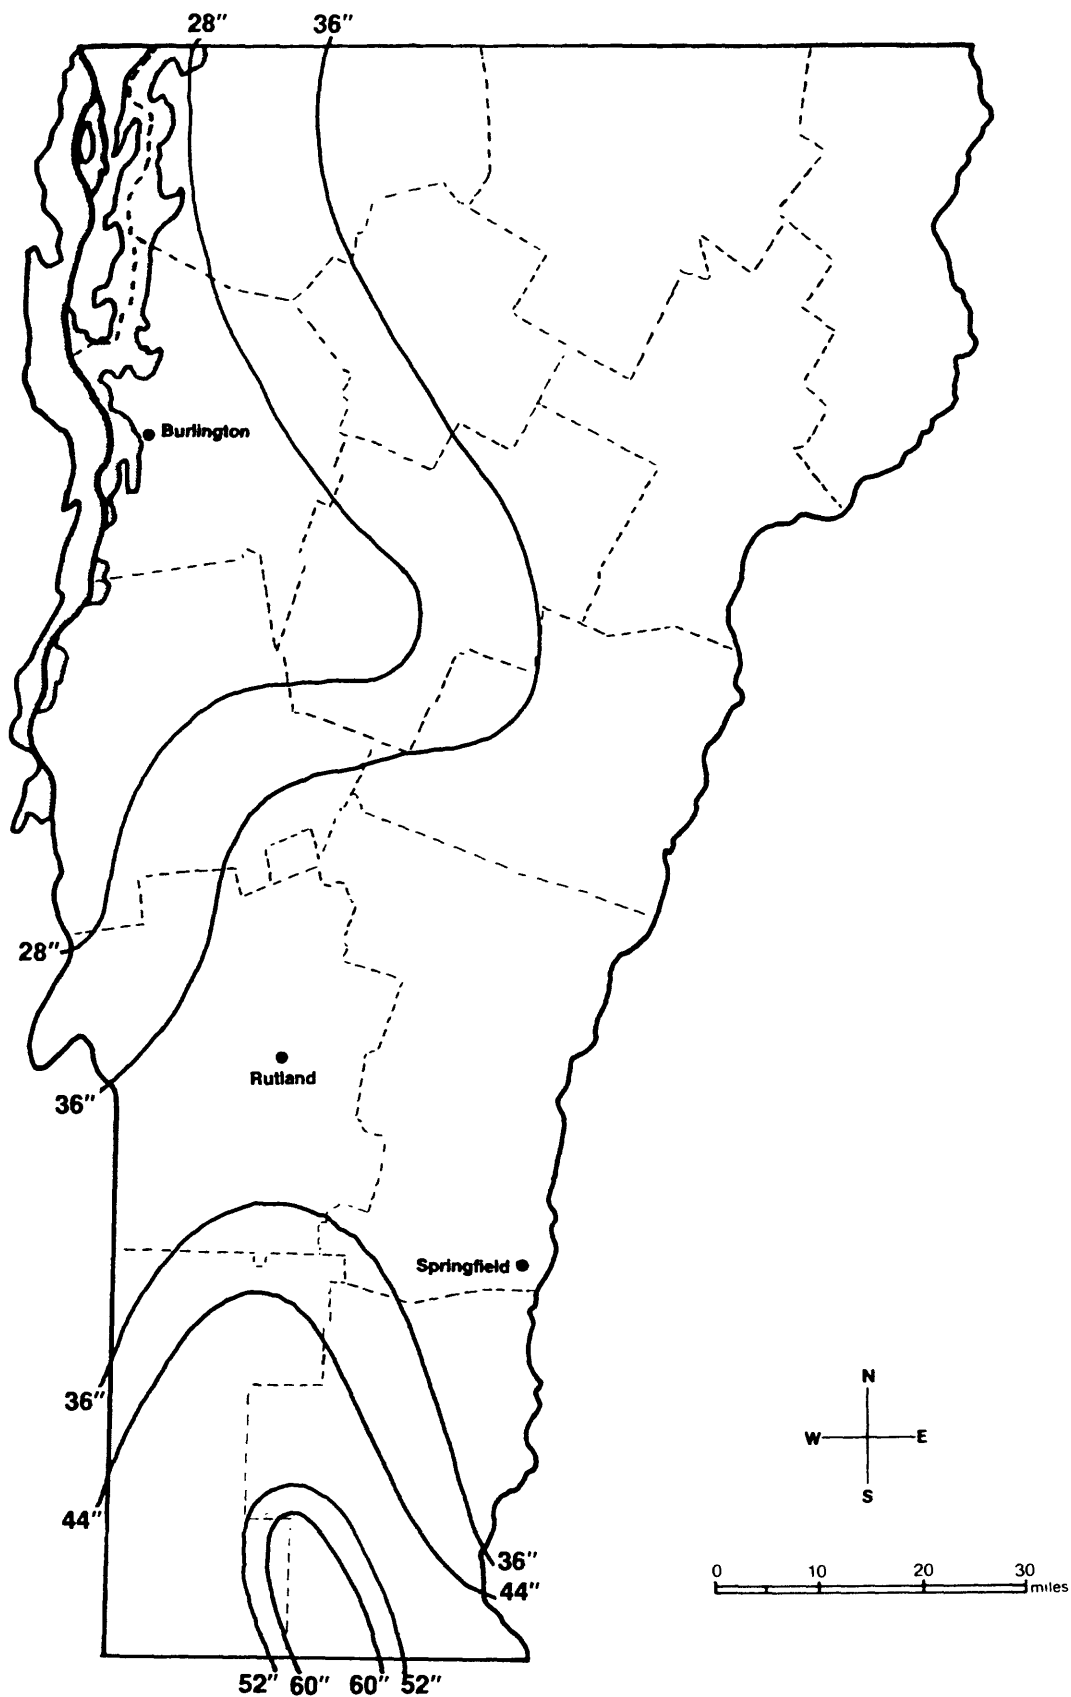 28" 36"
Burlington
28"
Rutland
36"
Springfield
N
36"
W E
S
44"
36"
0 10 20 30
miles
44"
52" 60" 60" 52"